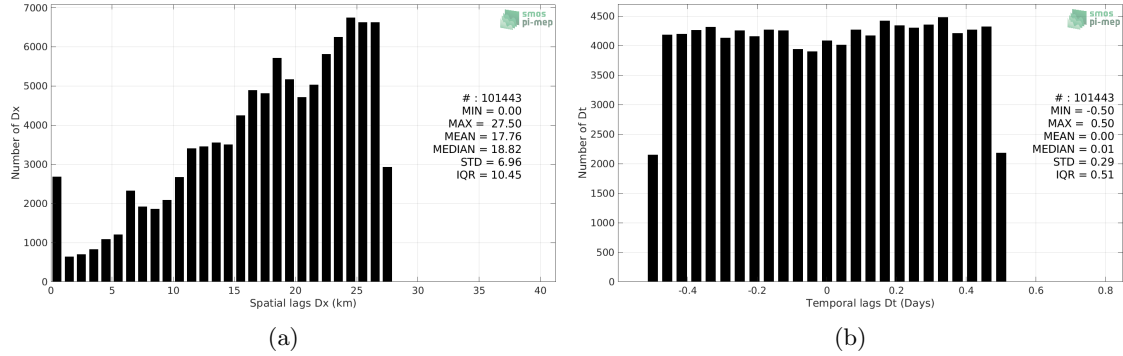 7000
6000
5000
4000
3000
2000
1000
0
Number of Dx
smos
pi-mep
# : 101443
MIN = 0.00
MAX = 27.50
MEAN = 17.76
MEDIAN = 18.82
STD = 6.96
IQR = 10.45
0 5 10 15 20 25 30 35 40
Spatial lags Dx (km)
(a)
4500
4000
3500
3000
2500
2000
1500
1000
500
0
Number of Dt
smos
pi-mep
# : 101443
MIN = -0.50
MAX = 0.50
MEAN = 0.00
MEDIAN = 0.01
STD = 0.29
IQR = 0.51
-0.4 -0.2 0 0.2 0.4 0.6 0.8
Temporal lags Dt (Days)
(b)